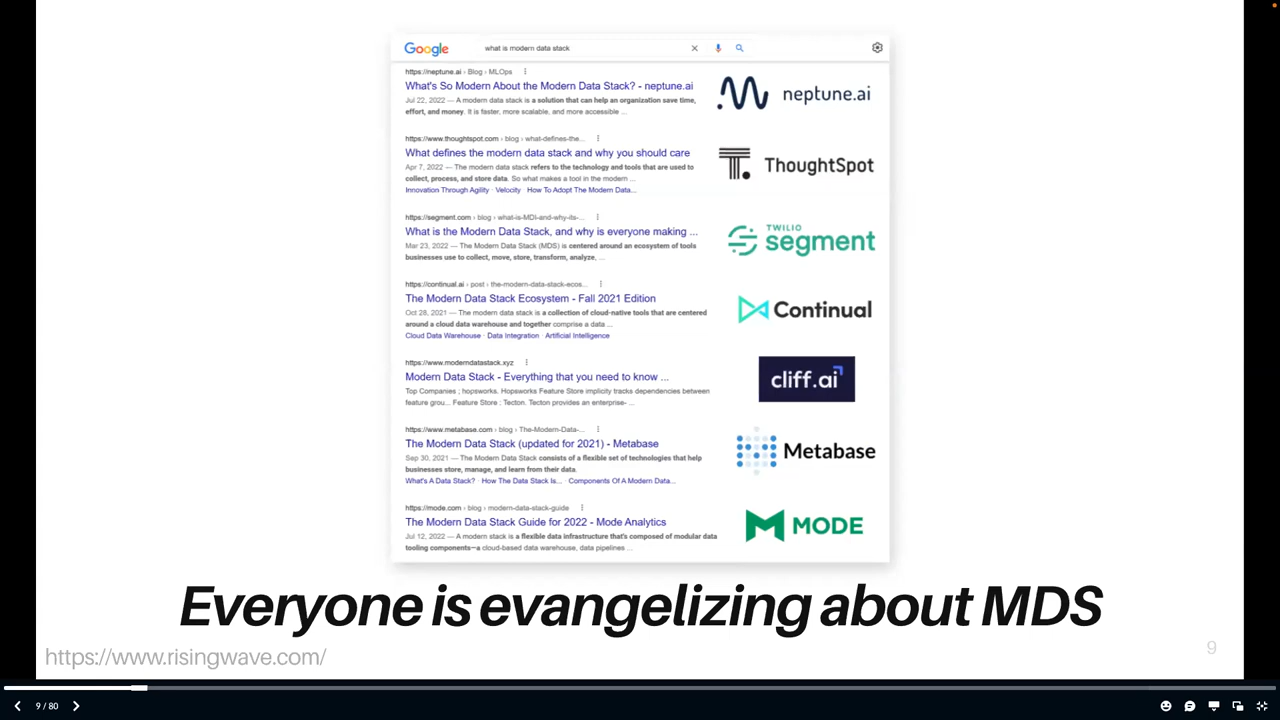 Google
what is modern data stack
https://neptune.ai › Blog › MLOps
What's So Modern About the Modern Data Stack? - neptune.ai
Jul 22, 2022 — A modern data stack is a solution that can help an organization save time,
effort, and money. It is faster, more scalable, and more accessible ...
neptune.ai
https://www.thoughtspot.com › blog › what-defines-the...
What defines the modern data stack and why you should care
Apr 7, 2022 — The modern data stack refers to the technology and tools that are used to
collect, process, and store data. So what makes a tool in the modern ...
Innovation Through Agility · Velocity · How To Adopt The Modern Data...
ThoughtSpot
https://segment.com › blog › what-is-MDI-and-why-its-...
What is the Modern Data Stack, and why is everyone making ...
Mar 23, 2022 — The Modern Data Stack (MDS) is centered around an ecosystem of tools
businesses use to collect, move, store, transform, analyze, ...
TWILIO
segment
https://continual.ai › post › the-modern-data-stack-ecos...
The Modern Data Stack Ecosystem - Fall 2021 Edition
Oct 28, 2021 — The modern data stack is a collection of cloud-native tools that are centered
around a cloud data warehouse and together comprise a data ...
Cloud Data Warehouse · Data Integration · Artificial Intelligence
Continual
https://www.moderndatastack.xyz
Modern Data Stack - Everything that you need to know ...
Top Companies ; hopsworks. Hopsworks Feature Store implicity tracks dependencies between
feature grou... Feature Store ; Tecton. Tecton provides an enterprise- ...
cliff.ai
https://www.metabase.com › blog › The-Modern-Data-...
The Modern Data Stack (updated for 2021) - Metabase
Sep 30, 2021 — The Modern Data Stack consists of a flexible set of technologies that help
businesses store, manage, and learn from their data.
What's A Data Stack? · How The Data Stack Is... · Components Of A Modern Data...
Metabase
https://mode.com › blog › modern-data-stack-guide
The Modern Data Stack Guide for 2022 - Mode Analytics
Jul 12, 2022 — A modern stack is a flexible data infrastructure that's composed of modular data
tooling components—a cloud-based data warehouse, data pipelines ...
MODE
Everyone is evangelizing about MDS
https://www.risingwave.com/
9
9 / 80